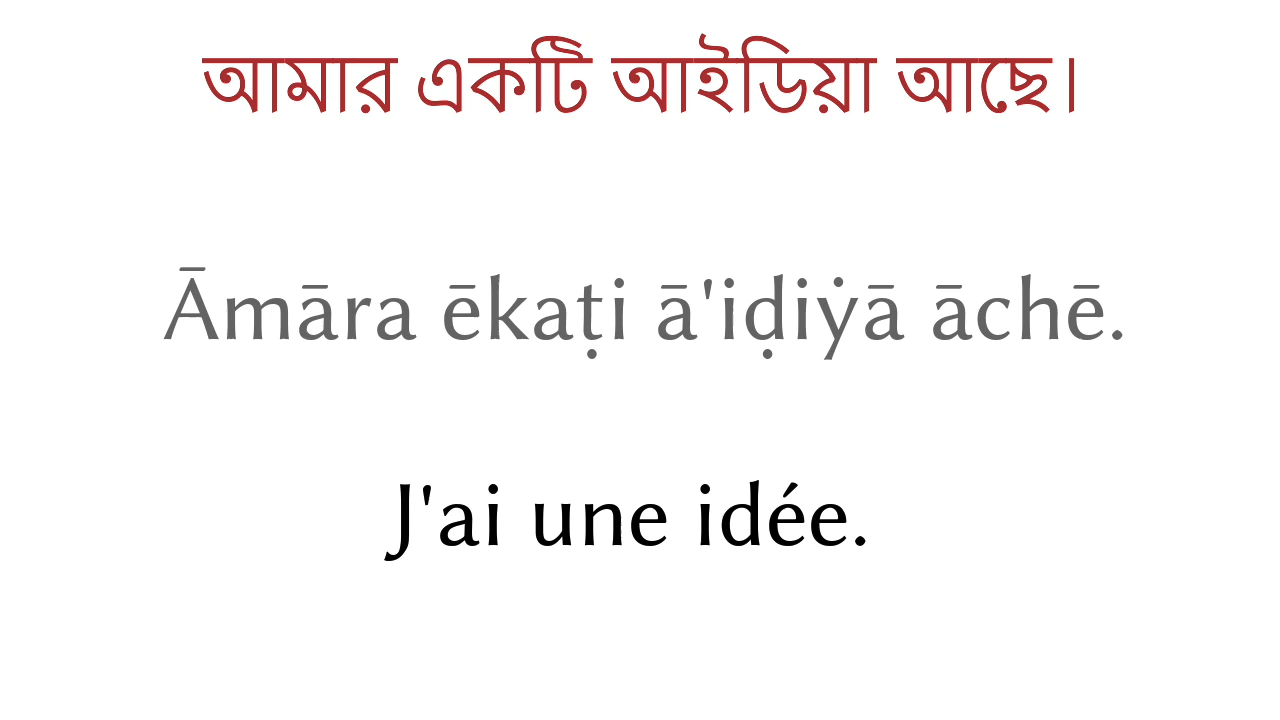 আমার একটি আইডিয়া আছে।
Āmāra ēkaṭi ā'iḍiẏā āchē.
J'ai une idée.